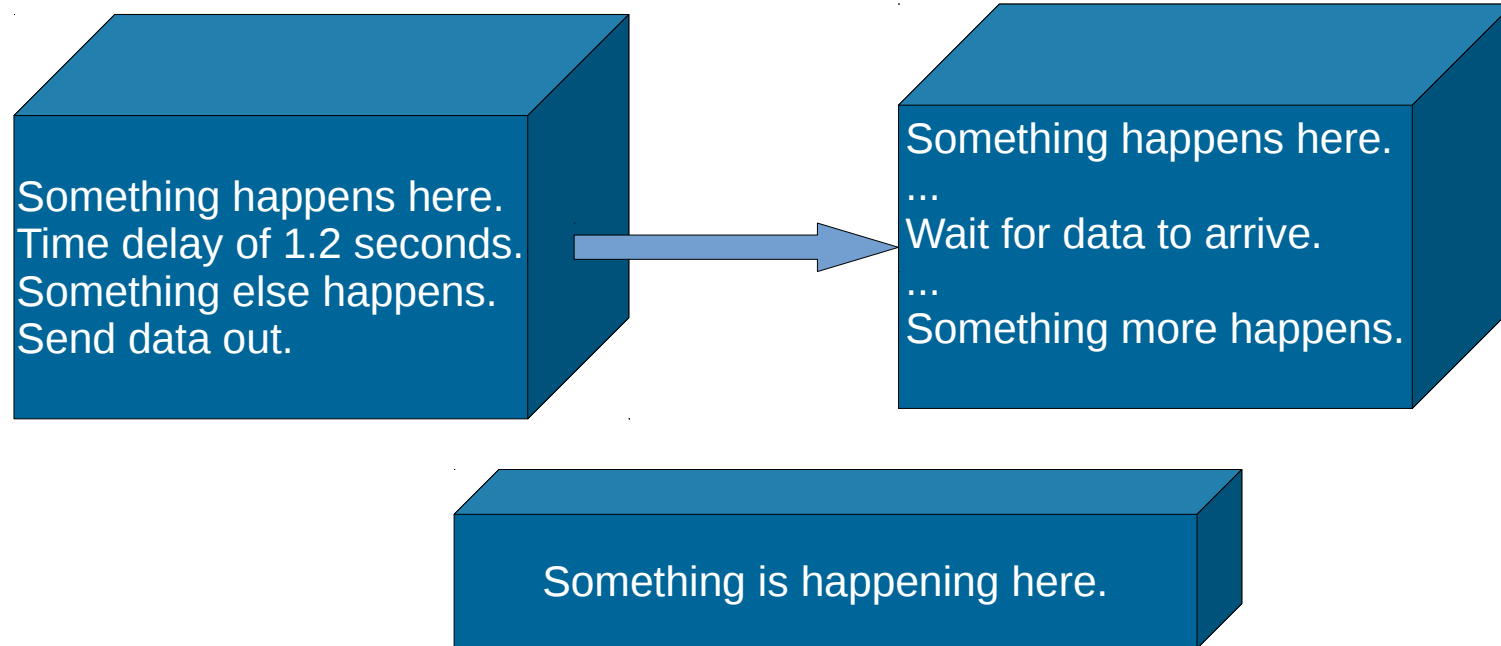 Something happens here.
Time delay of 1.2 seconds.
Something else happens.
Send data out.
Something happens here.
...
Wait for data to arrive.
...
Something more happens.
Something is happening here.